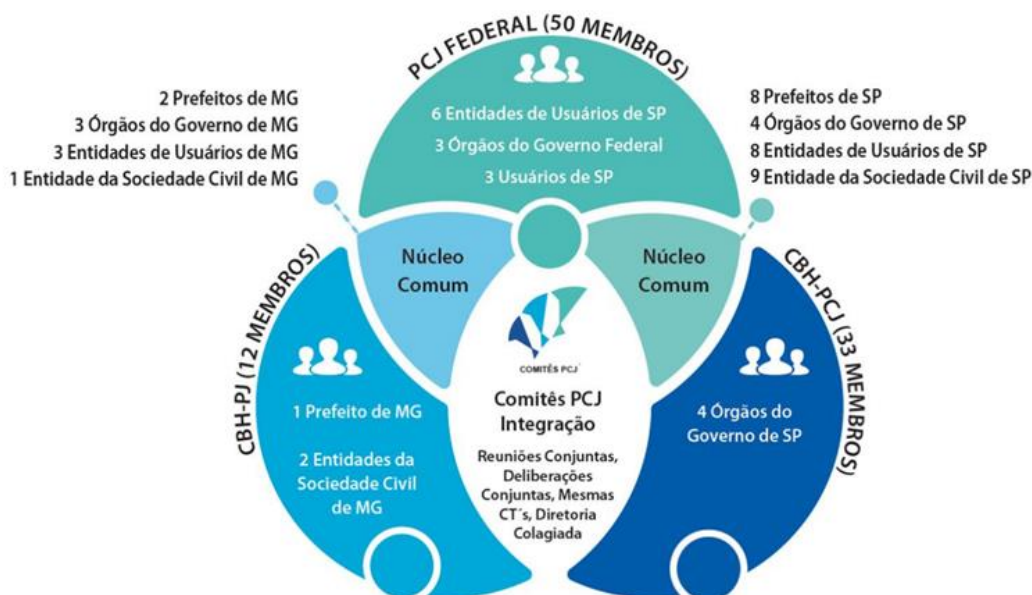 PCJ FEDERAL (50 MEMBROS)
6 Entidades de Usuários de SP
3 Órgãos do Governo Federal
3 Usuários de SP
2 Prefeitos de MG
3 Órgãos do Governo de MG
3 Entidades de Usuários de MG
1 Entidade da Sociedade Civil de MG
8 Prefeitos de SP
4 Órgãos do Governo de SP
8 Entidades de Usuários de SP
9 Entidade da Sociedade Civil de SP
Núcleo
Comum
Núcleo
Comum
CBH-PJ (12 MEMBROS)
1 Prefeito de MG
2 Entidades da
Sociedade Civil
de MG
COMITÊS PCJ
Comitês PCJ
Integração
Reuniões Conjuntas,
Deliberações
Conjuntas, Mesmas
CT´s, Diretoria
Colagiada
CBH-PCJ (33 MEMBROS)
4 Órgãos do
Governo de SP